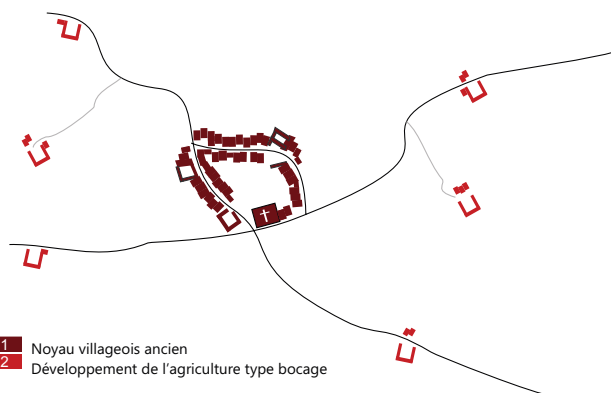 1 Noyau villageois ancien
2 Développement de l'agriculture type bocage